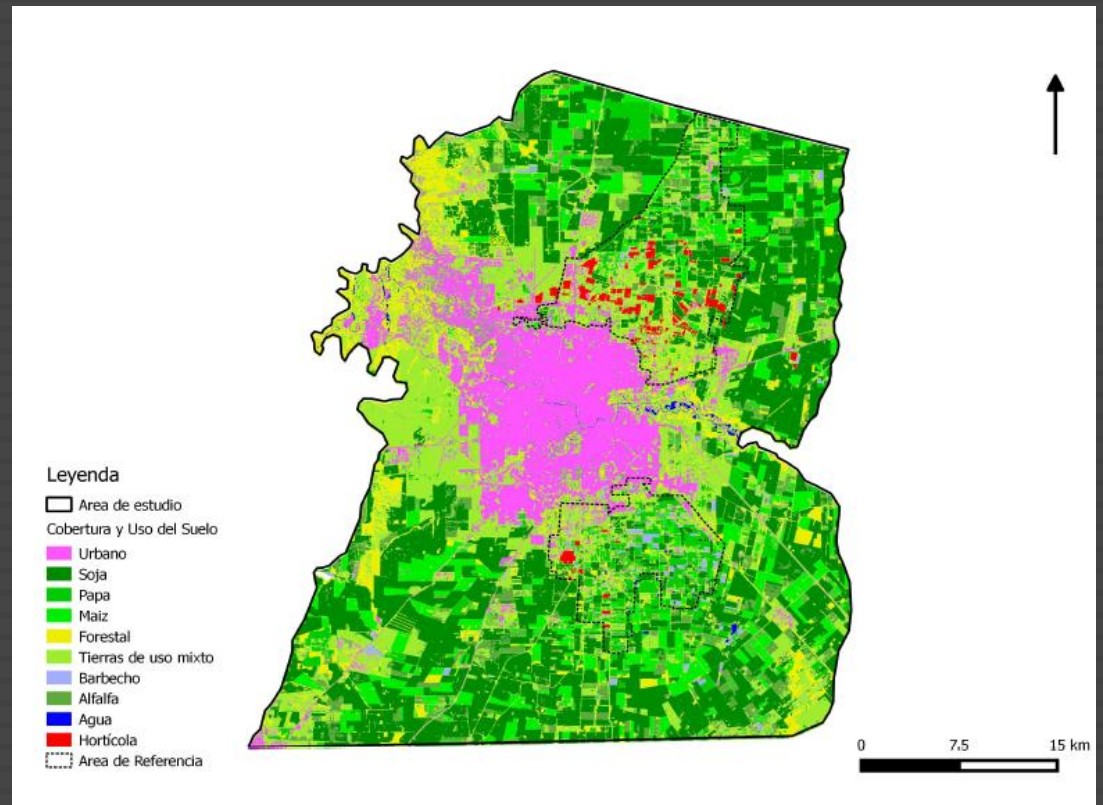 Leyenda
Area de estudio
Cobertura y Uso del Suelo
Urbano
Soja
Papa
Maiz
Forestal
Tierras de uso mixto
Barbecho
Alfalfa
Agua
Hortícola
Area de Referencia
0 7.5 15 km